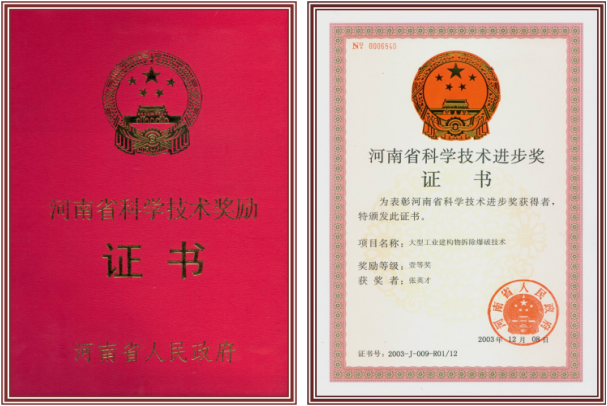 河南省科学技术奖励
证书
河南省人民政府
№ 0006940
河南省科学技术进步奖
证书
为表彰河南省科学技术进步奖获得者,
特颁发此证书。
项目名称: 大型工业建构物拆除爆破技术
奖励等级: 壹等奖
获奖者: 张英才
河南省人民政府
2003年 12月 08日
证书号: 2003-J-009-R01/12